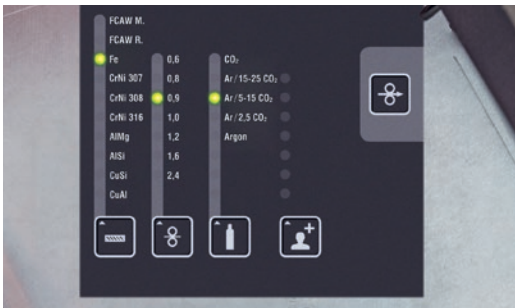 FCAW M.
FCAW R.
Fe
CrNi 307
CrNi 308
CrNi 316
AlMg
AlSi
CuSi
CuAl
0,6
0,8
0,9
1,0
1,2
1,6
2,4
CO₂
Ar/15-25 CO₂
Ar/5-15 CO₂
Ar/2,5 CO₂
Argon